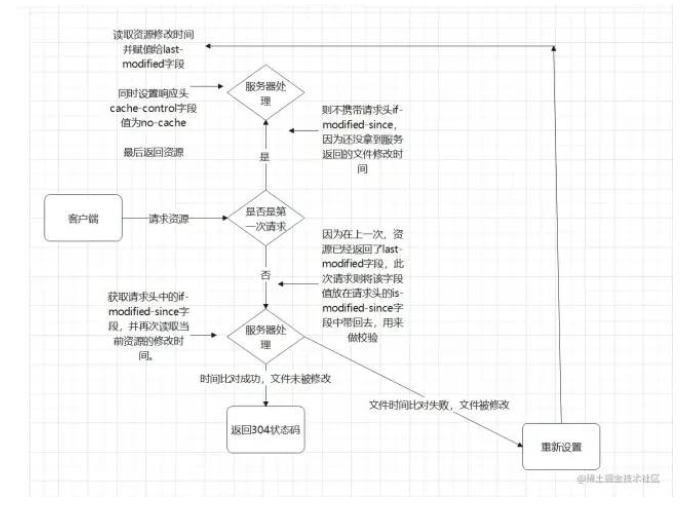 读取资源修改时间
并赋值给last-
modified字段
同时设置响应头
cache-control字段
值为no-cache
最后返回资源
服务器处
理
则不携带请求头if-
modified-since,
因为还没拿到服务
返回的文件修改时
间
是
客户端
请求资源
是否是第
一次请求
因为在上一次，资
源已经返回了last-
modified字段，此
次请求则将该字段
值放在请求头的is-
modified-since字
段中带回去，用来
做校验
否
获取请求头中的if-
modified-since字
段，并再次读取当
前资源的修改时
间。
服务器处
理
时间比对成功，文件未被修改
文件时间比对失败，文件被修改
返回304状态码
重新设置
@稀土掘金技术社区